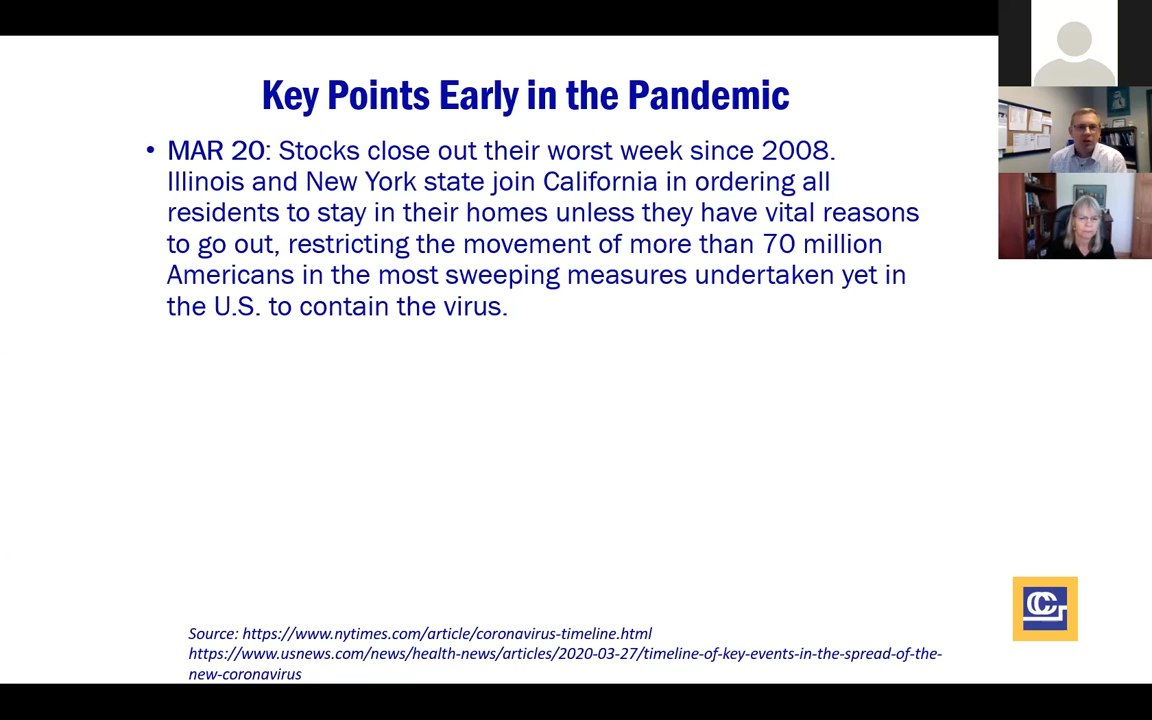 Key Points Early in the Pandemic
• MAR 20: Stocks close out their worst week since 2008.
Illinois and New York state join California in ordering all
residents to stay in their homes unless they have vital reasons
to go out, restricting the movement of more than 70 million
Americans in the most sweeping measures undertaken yet in
the U.S. to contain the virus.
Source: https://www.nytimes.com/article/coronavirus-timeline.html
https://www.usnews.com/news/health-news/articles/2020-03-27/timeline-of-key-events-in-the-spread-of-the-
new-coronavirus